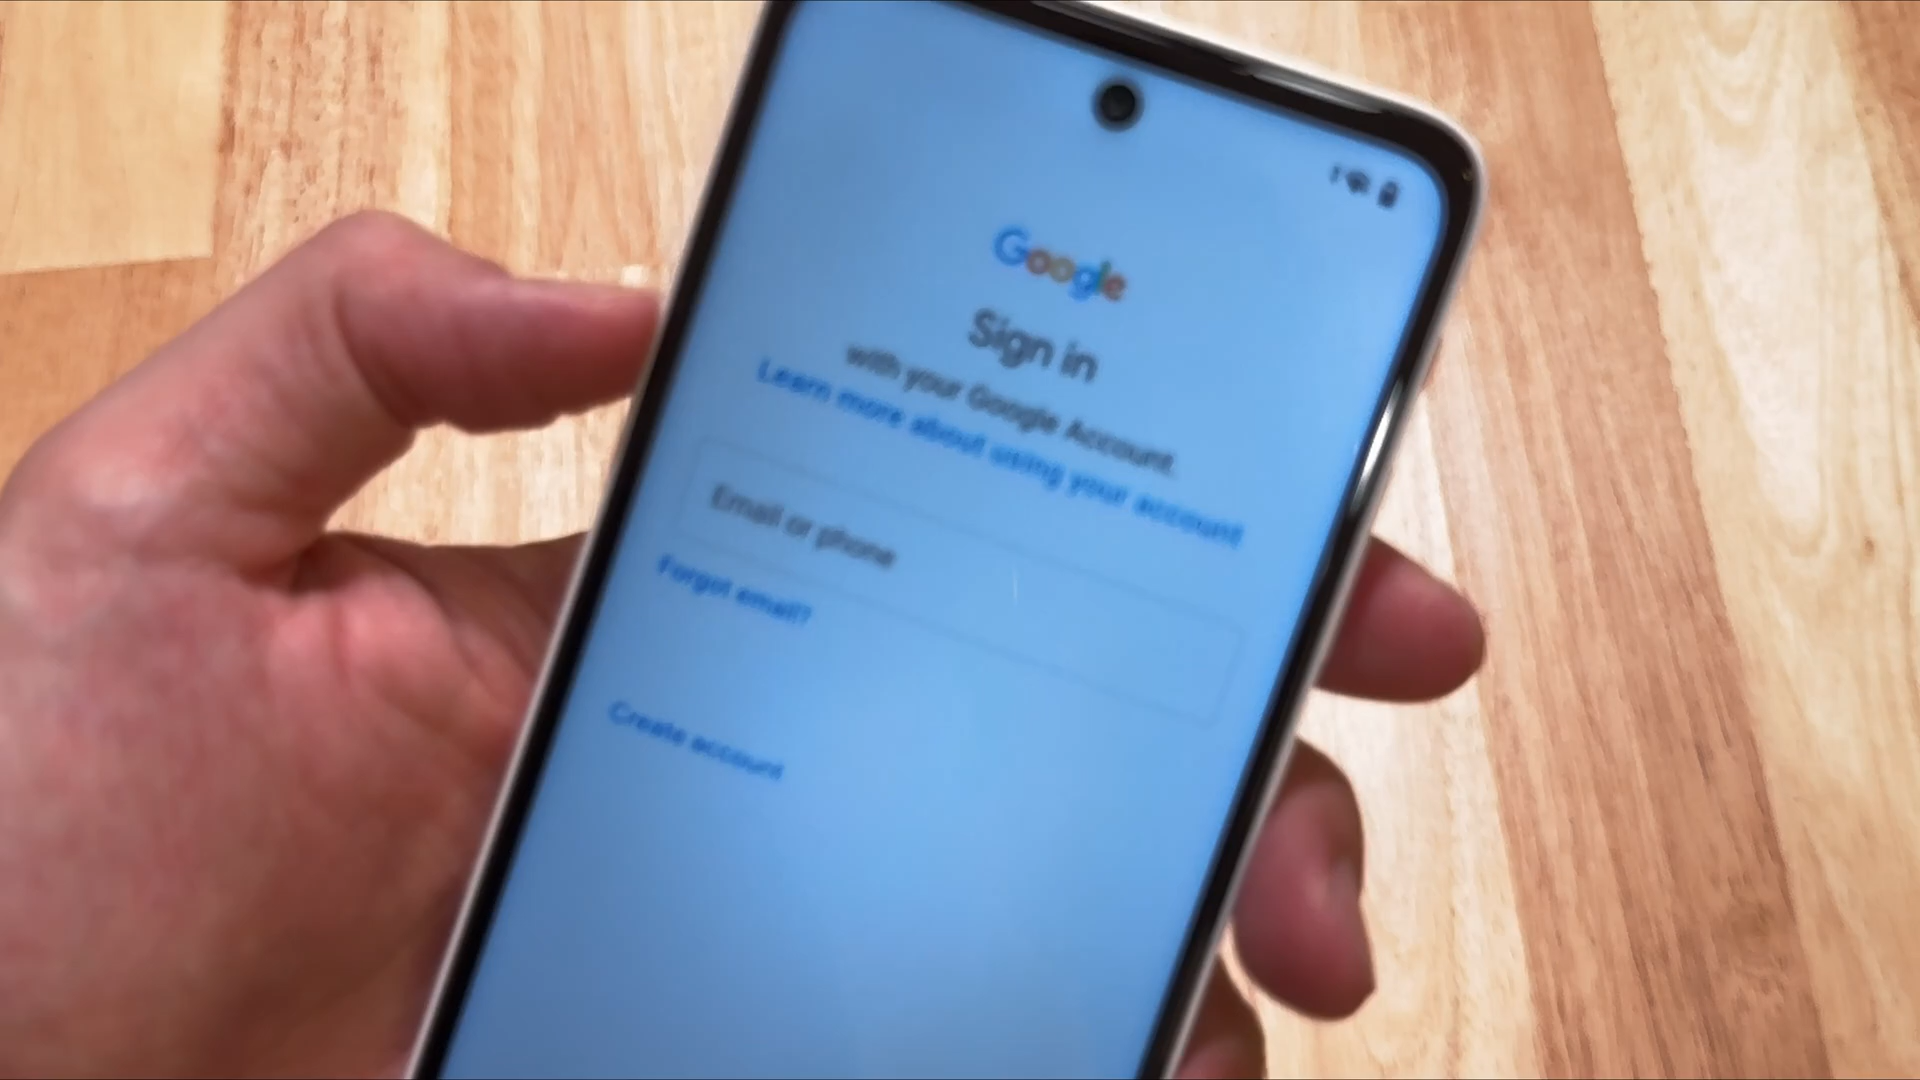 Google
Sign in
with your Google Account.
Learn more about using your account
Email or phone
Forgot email?
Create account